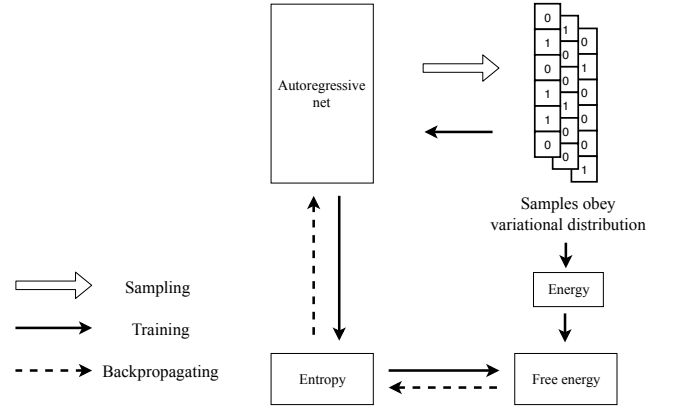 Autoregressive
net
0
1
0
1
1
0
1
0
0
1
0
0
0
1
0
0
0
1
Samples obey
variational distribution
Energy
Sampling
Training
Backpropagating
Entropy
Free energy